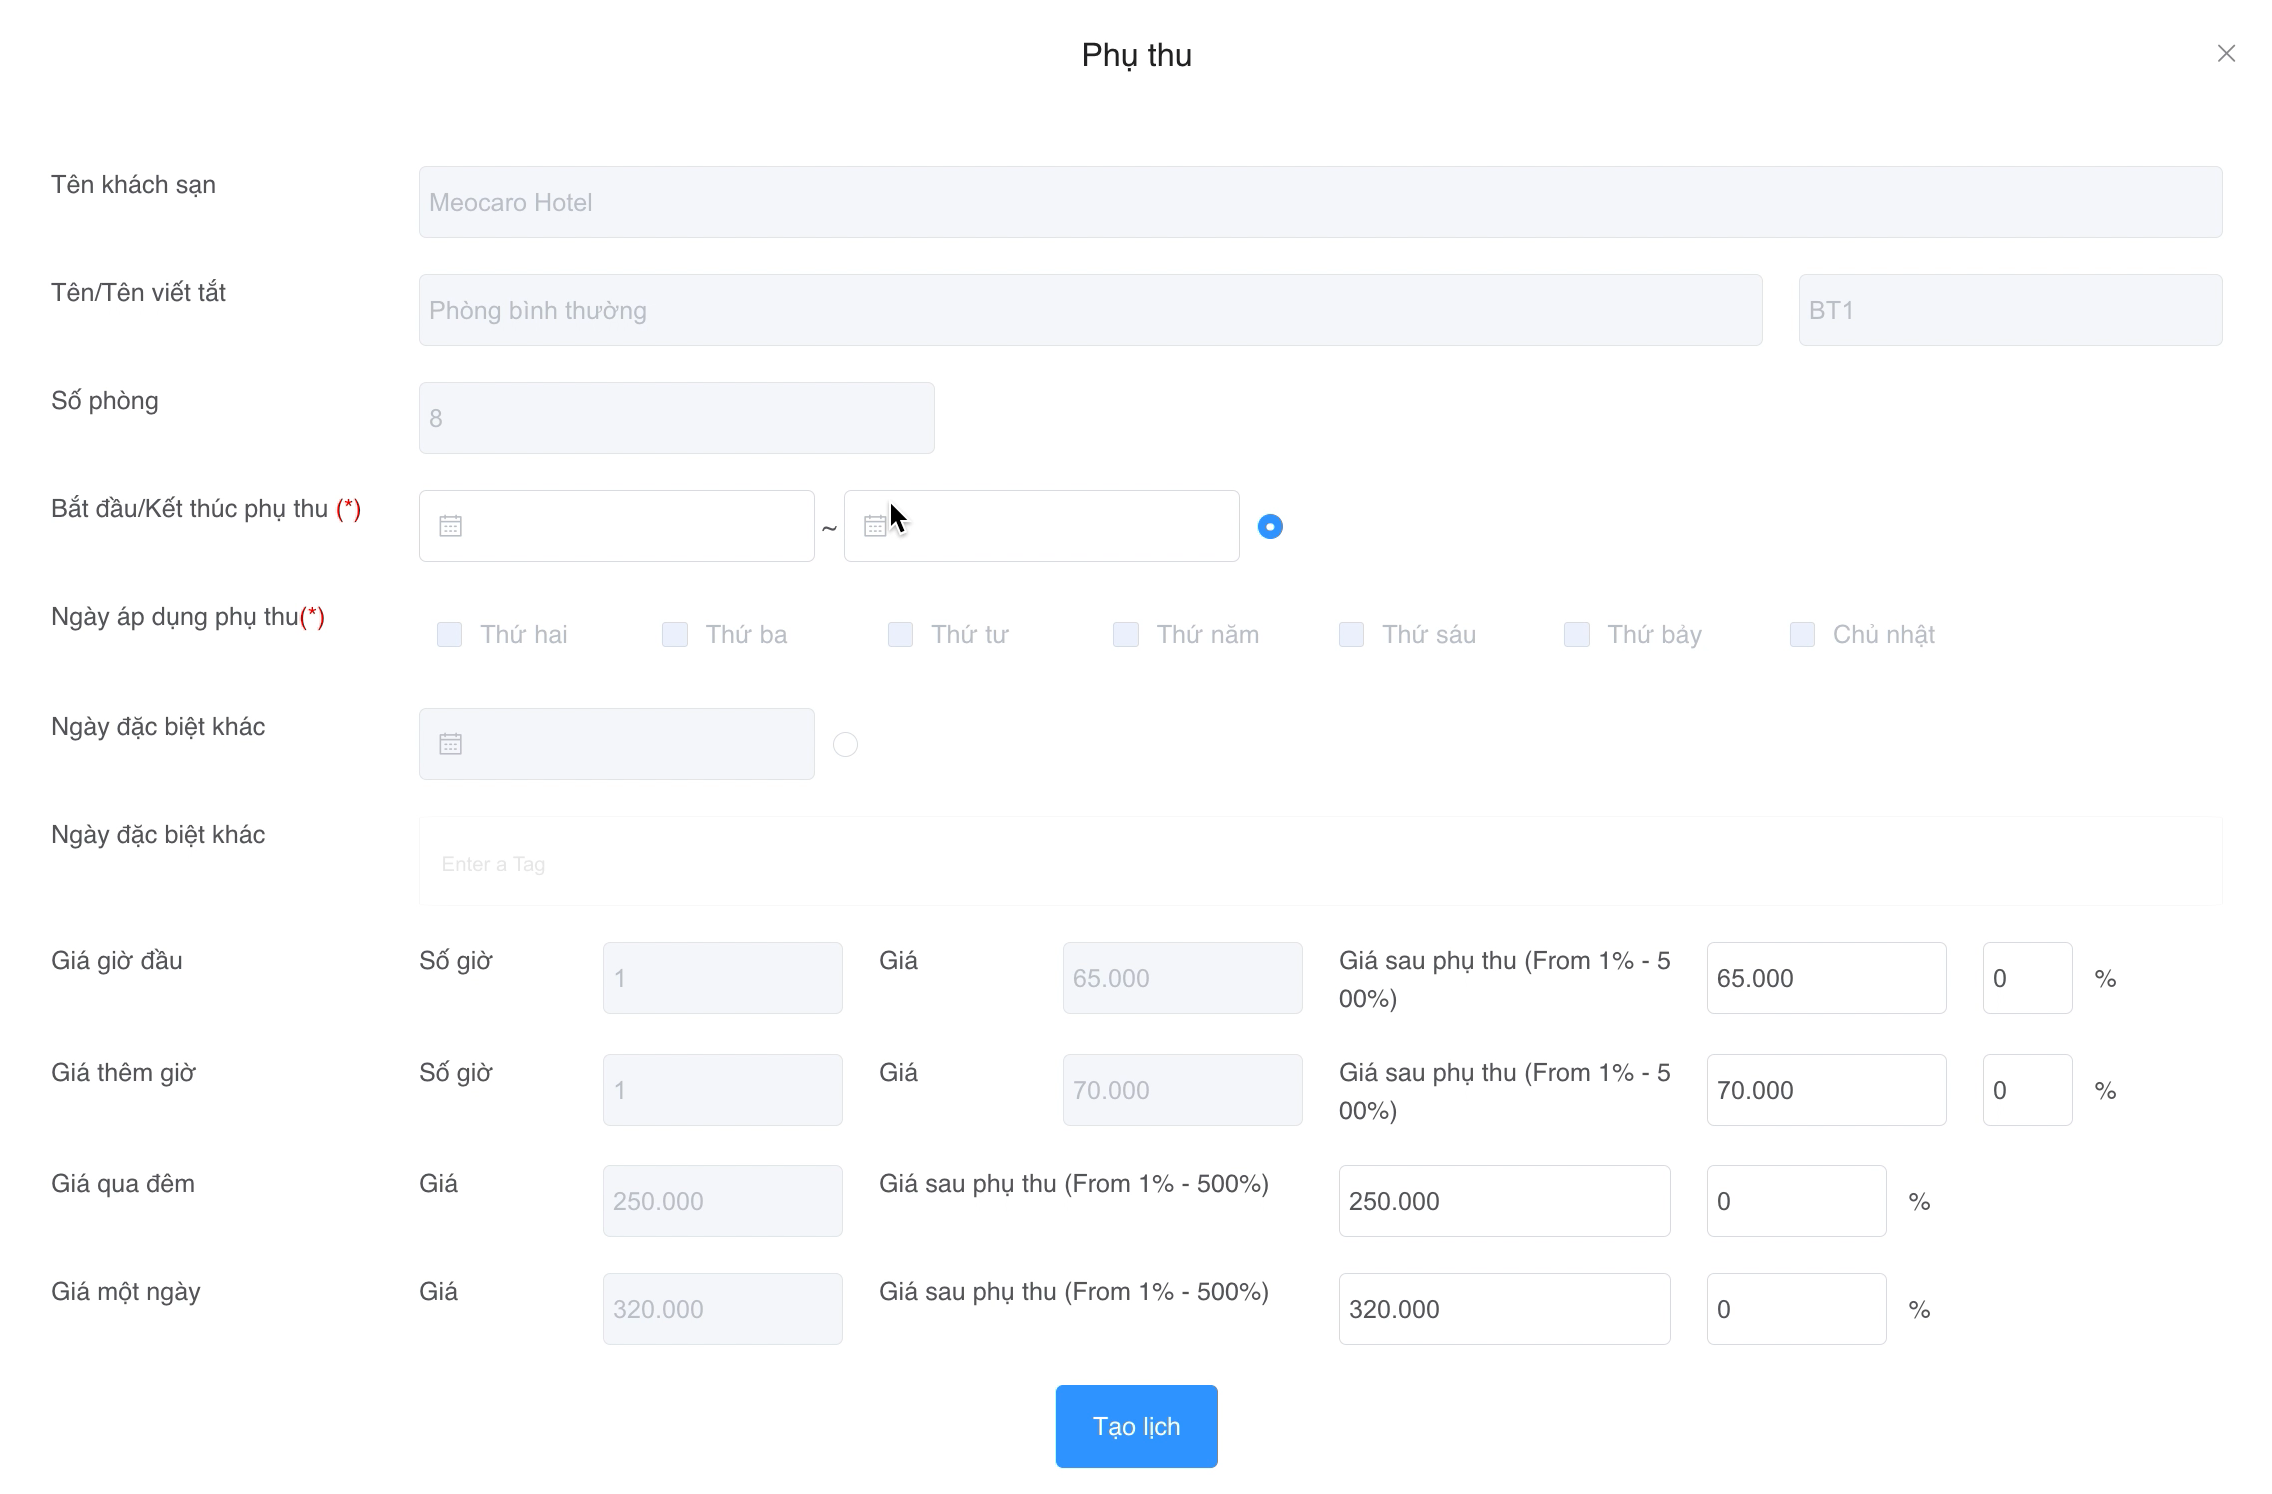 Phụ thu
Tên khách sạn
Meocaro Hotel
Tên/Tên viết tắt
Phòng bình thường
BT1
Số phòng
8
Bắt đầu/Kết thúc phụ thu (*)
~
Ngày áp dụng phụ thu(*)
Thứ hai
Thứ ba
Thứ tư
Thứ năm
Thứ sáu
Thứ bảy
Chủ nhật
Ngày đặc biệt khác
Ngày đặc biệt khác
Enter a Tag
Giá giờ đầu
Số giờ
1
Giá
65.000
Giá sau phụ thu (From 1% - 5
00%)
65.000
0
%
Giá thêm giờ
Số giờ
1
Giá
70.000
Giá sau phụ thu (From 1% - 5
00%)
70.000
0
%
Giá qua đêm
Giá
250.000
Giá sau phụ thu (From 1% - 500%)
250.000
0
%
Giá một ngày
Giá
320.000
Giá sau phụ thu (From 1% - 500%)
320.000
0
%
Tạo lịch